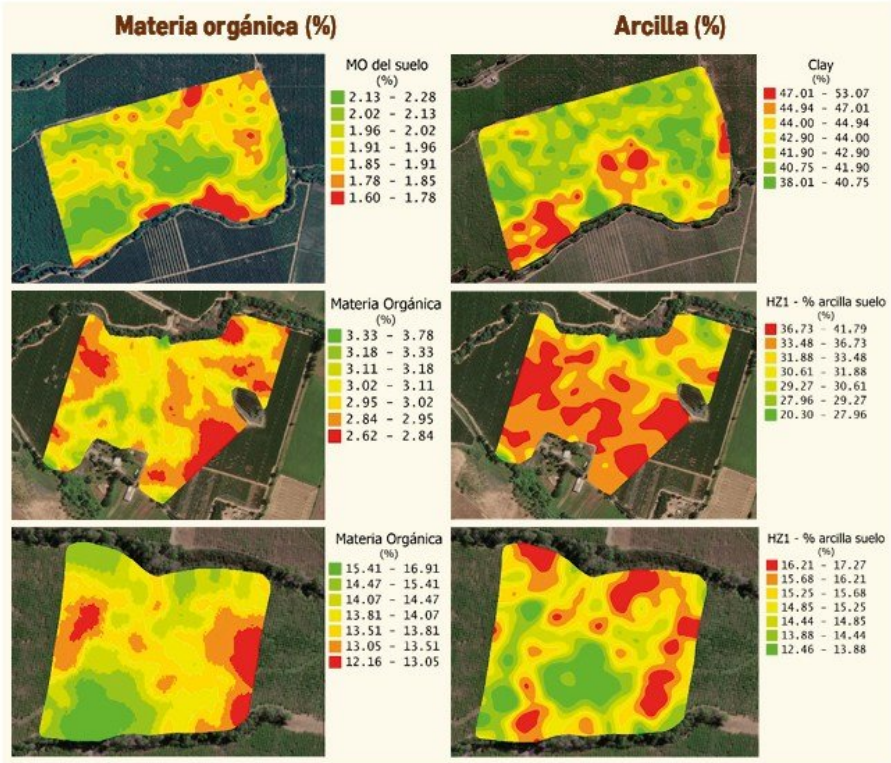 Materia orgánica (%)
Arcilla (%)
MO del suelo
(%)
2.13 - 2.28
2.02 - 2.13
1.96 - 2.02
1.91 - 1.96
1.85 - 1.91
1.78 - 1.85
1.60 - 1.78
Clay
(%)
47.01 - 53.07
44.94 - 47.01
44.00 - 44.94
42.90 - 44.00
41.90 - 42.90
40.75 - 41.90
38.01 - 40.75
Materia Orgánica
(%)
3.33 - 3.78
3.18 - 3.33
3.11 - 3.18
3.02 - 3.11
2.95 - 3.02
2.84 - 2.95
2.62 - 2.84
HZ1 - % arcilla suelo
(%)
36.73 - 41.79
33.48 - 36.73
31.88 - 33.48
30.61 - 31.88
29.27 - 30.61
27.96 - 29.27
20.30 - 27.96
Materia Orgánica
(%)
15.41 - 16.91
14.47 - 15.41
14.07 - 14.47
13.81 - 14.07
13.51 - 13.81
13.05 - 13.51
12.16 - 13.05
HZ1 - % arcilla suelo
(%)
16.21 - 17.27
15.68 - 16.21
15.25 - 15.68
14.85 - 15.25
14.44 - 14.85
13.88 - 14.44
12.46 - 13.88